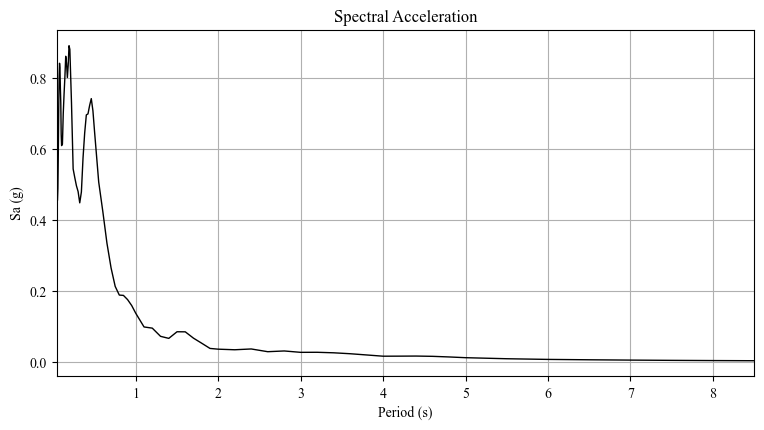 Spectral Acceleration
Sa (g)
0.8
0.6
0.4
0.2
0.0
1 2 3 4 5 6 7 8
Period (s)